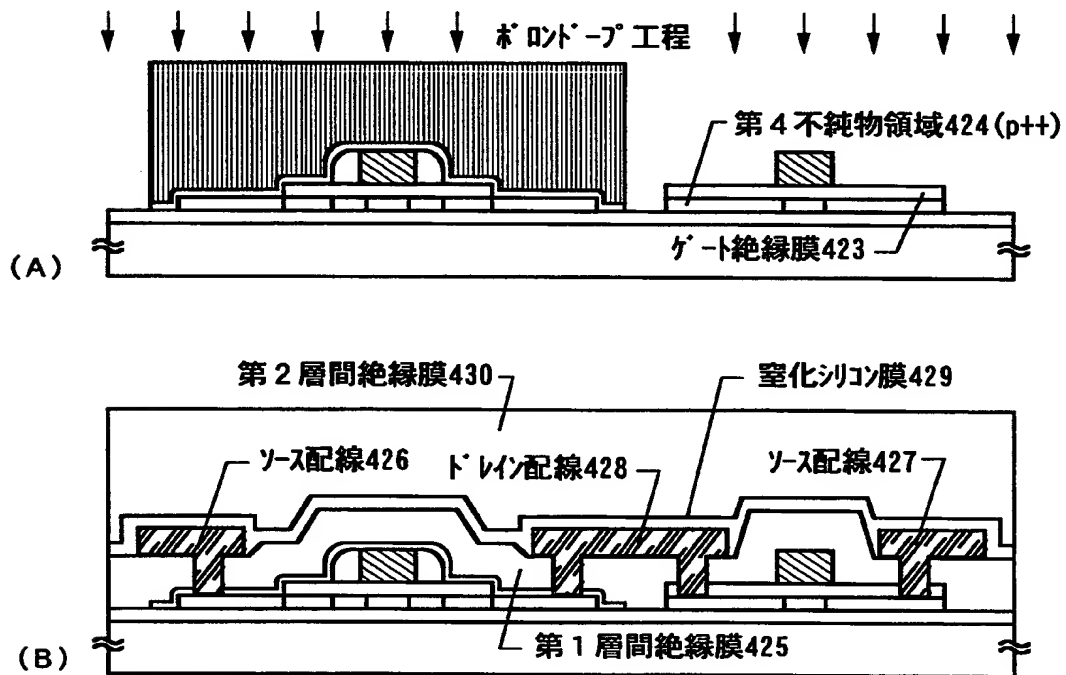 ボロンドープ工程
第4不純物領域424(p++)
ゲート絶縁膜423
(A)
第2層間絶縁膜430
窒化シリコン膜429
ソース配線426
ドレイン配線428
ソース配線427
第1層間絶縁膜425
(B)